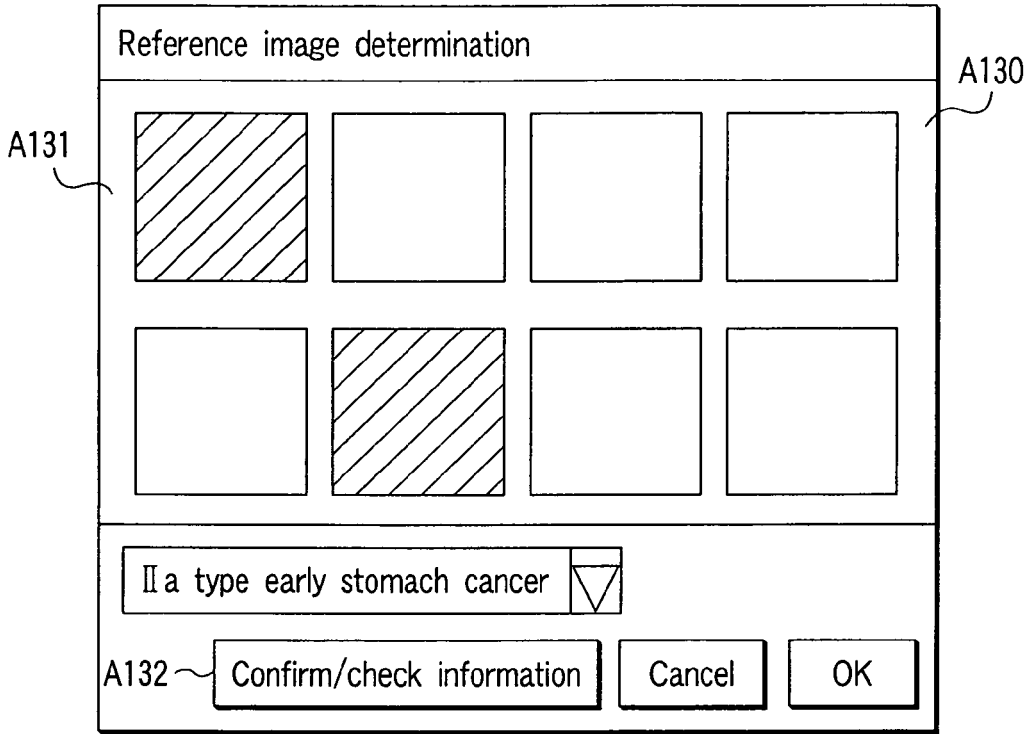 Reference image determination
A130
A131
Ⅱa type early stomach cancer
A132
Confirm/check information
Cancel
OK